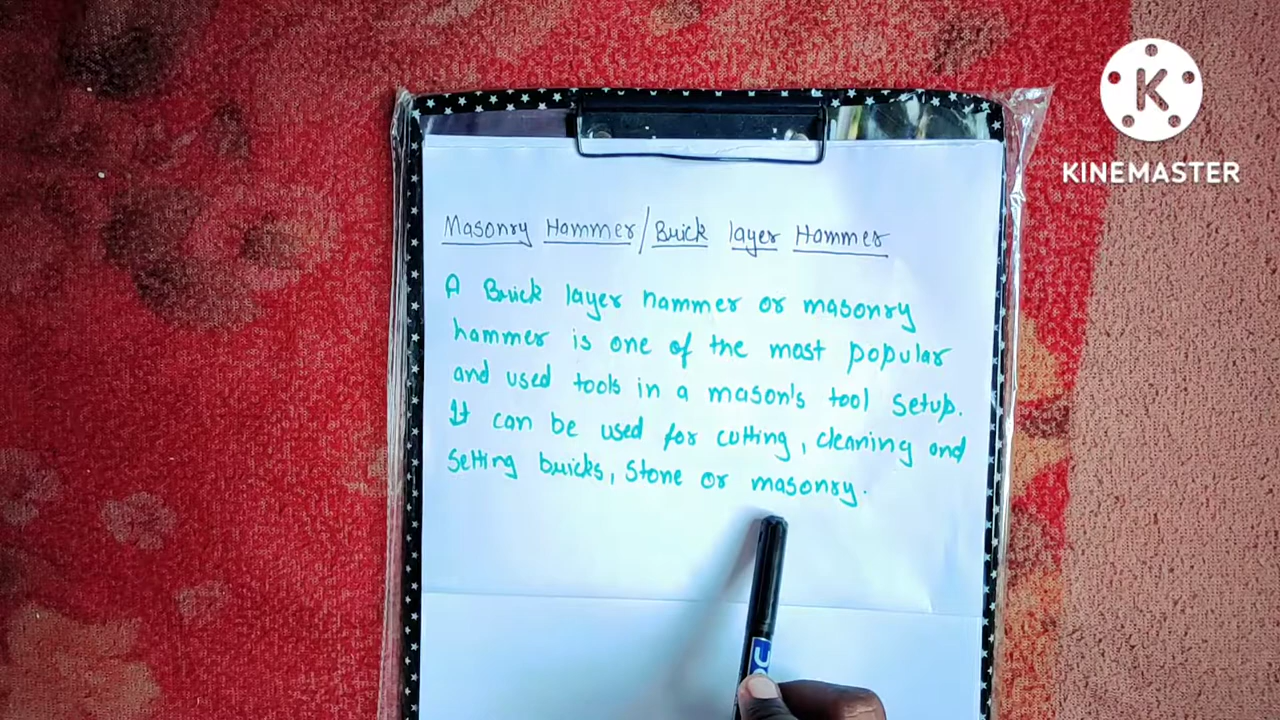 KINEMASTER
Masonry Hammer/Brick layer Hammer
A Brick layer hammer or masonry
hammer is one of the most popular
and used tools in a mason's tool setup.
It can be used for cutting, cleaning and
setting bricks, stone or masonry.